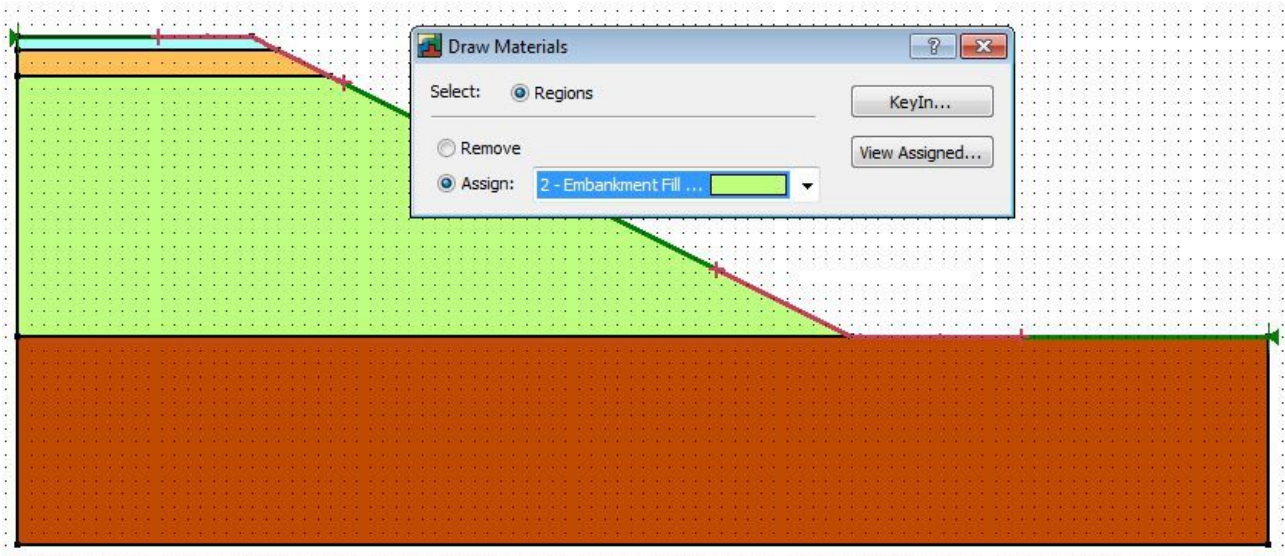 Draw Materials
Select: Regions
KeyIn...
Remove
View Assigned...
Assign: 2 - Embankment Fill ...